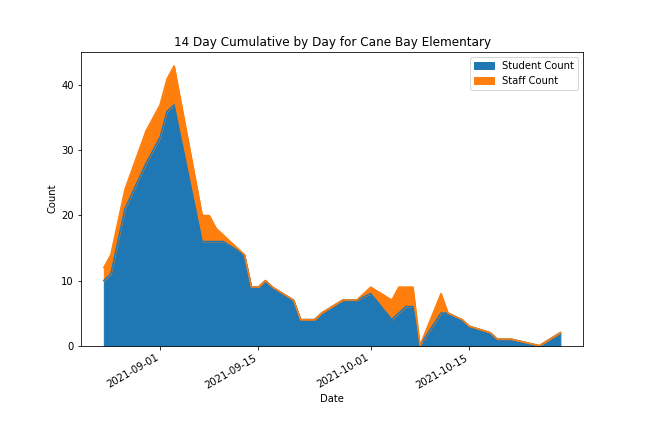 14 Day Cumulative by Day for Cane Bay Elementary
Student Count
Staff Count
40
30
20
10
0
Count
2021-09-01
2021-09-15
2021-10-01
2021-10-15
Date